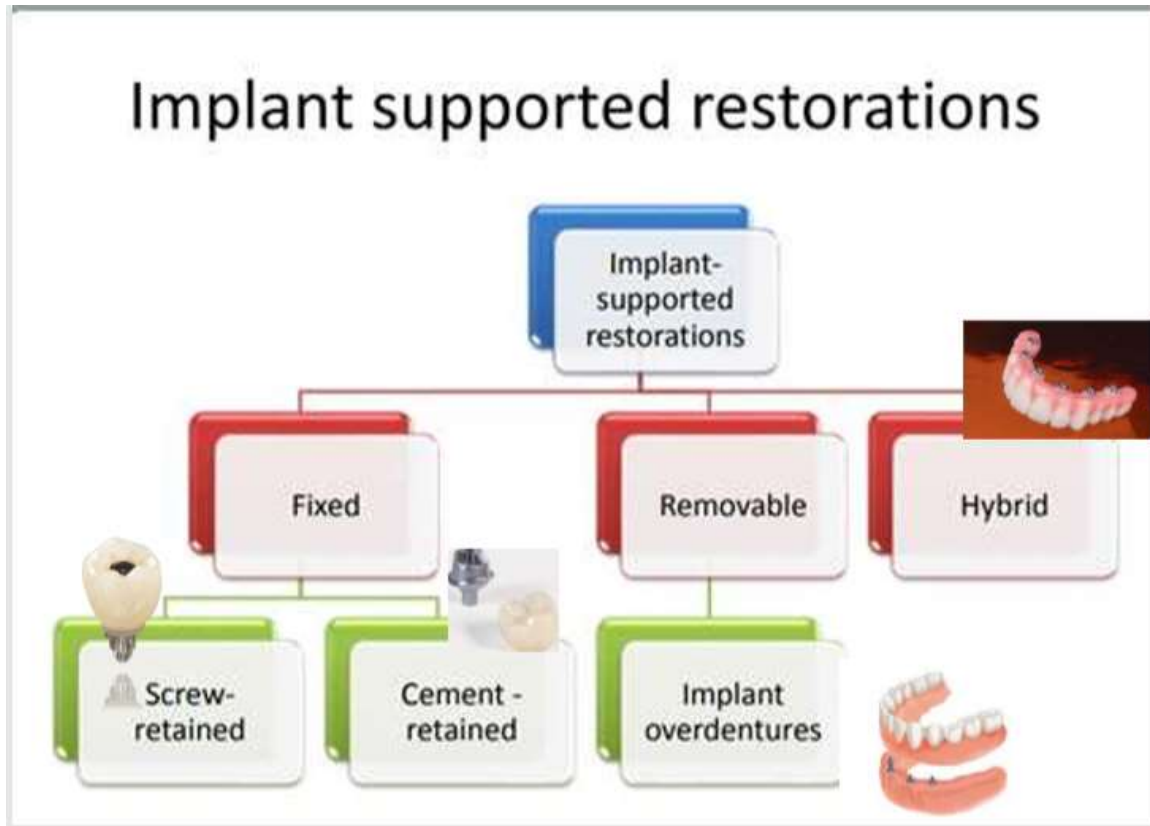 Implant supported restorations
Implant-
supported
restorations
Fixed
Removable
Hybrid
Screw-
retained
Cement -
retained
Implant
overdentures